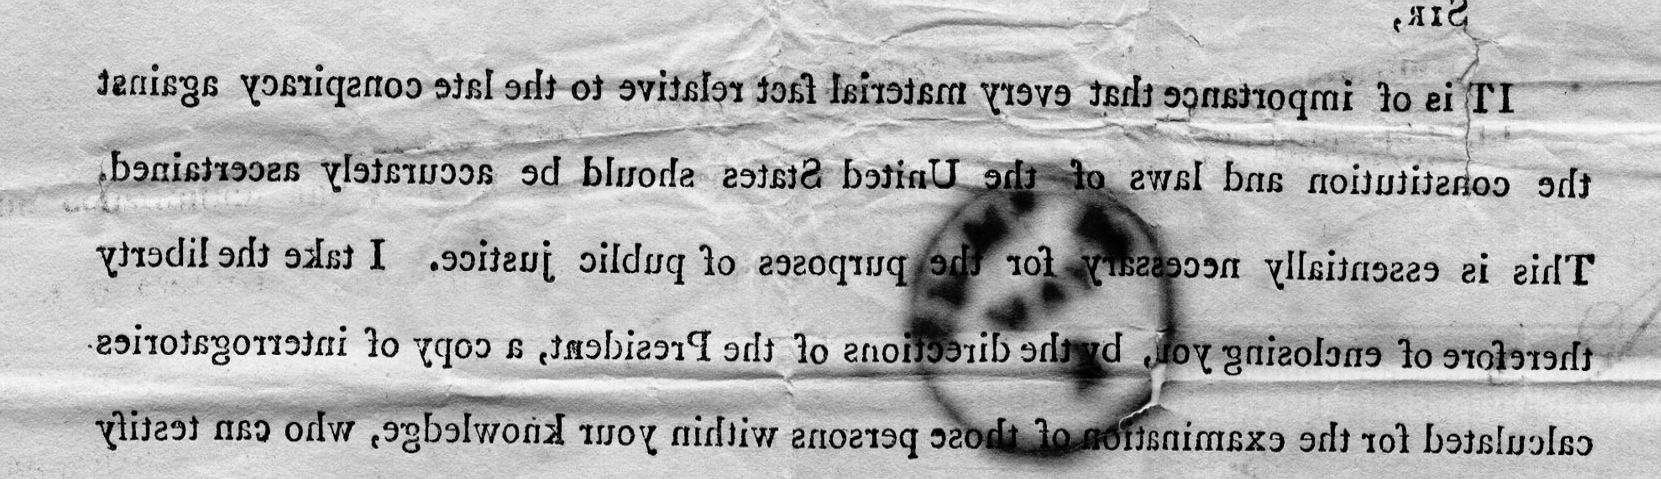 SIR,
IT is of importance that every material fact relative to the late conspiracy against
the constitution and laws of the United States should be accurately ascertained.
This is essentially necessary for the purposes of public justice. I take the liberty
therefore of enclosing you, by the directions of the President, a copy of interrogatories
calculated for the examination of those persons within your knowledge, who can testify